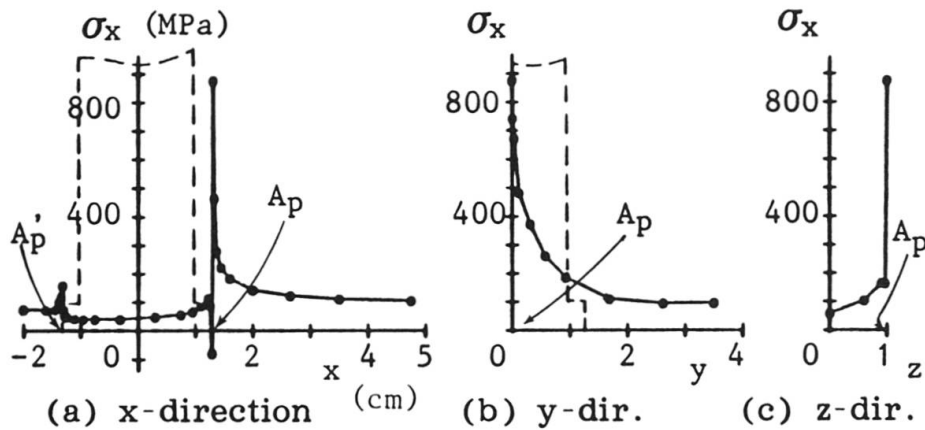 σx (MPa) σx σx
800 800 800
400 400 400
Ap' Ap Ap Ap
-2 0 x 2 5 0 2 y 4 0 1 z
(cm)
(a) x-direction (b) y-dir. (c) z-dir.